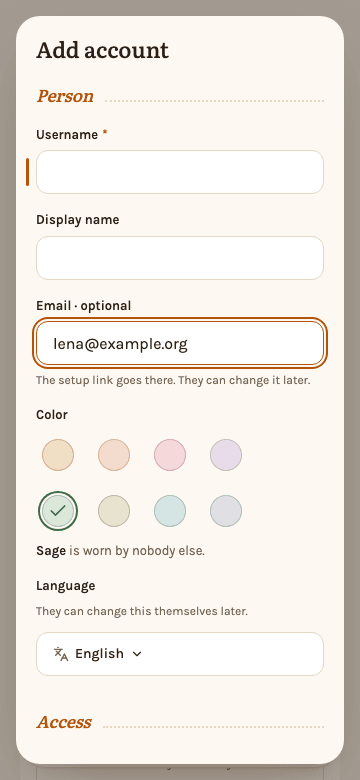 Add account
Person
Username *
Display name
Email · optional
lena@example.org
The setup link goes there. They can change it later.
Color
Sage is worn by nobody else.
Language
They can change this themselves later.
English
Access